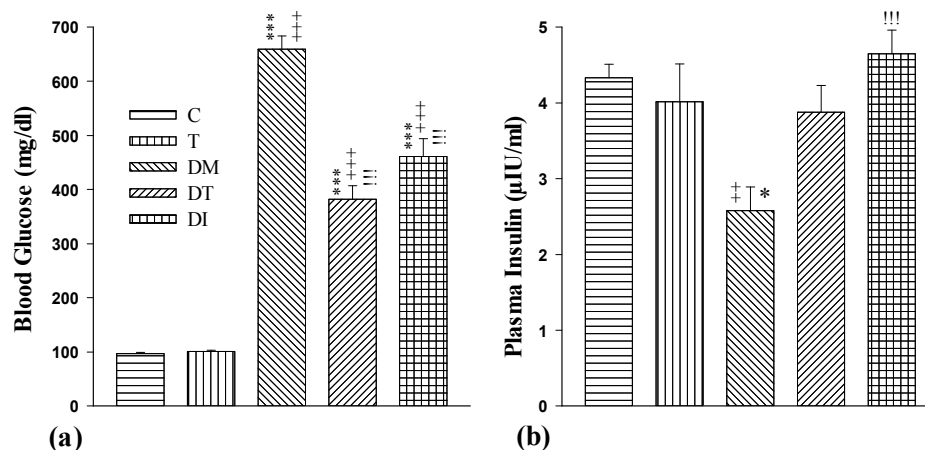 Blood Glucose (mg/dl)
700
600
500
400
300
200
100
0
C
T
DM
DT
DI
***
+++
***
+++
!!!
***
+++
!!!
(a)
Plasma Insulin (µIU/ml)
5
4
3
2
1
0
++
*
!!!
(b)